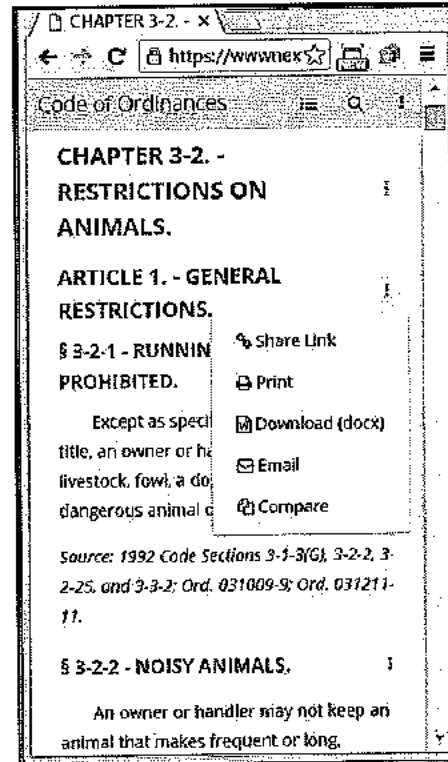 CHAPTER 3-2. - ×
https://wwwnex
Code of Ordinances
CHAPTER 3-2. -
RESTRICTIONS ON
ANIMALS.
ARTICLE 1. - GENERAL
RESTRICTIONS.
§ 3-2-1 - RUNNIN
PROHIBITED.
Except as speci
title, an owner or ha
livestock, fowl, a do
dangerous animal
Share Link
Print
Download (docx)
Email
Compare
Source: 1992 Code Sections 3-1-3(G), 3-2-2, 3-
2-25, and 3-3-2; Ord. 031009-9; Ord. 031211-
11.
§ 3-2-2 - NOISY ANIMALS.
An owner or handler may not keep an
animal that makes frequent or long,